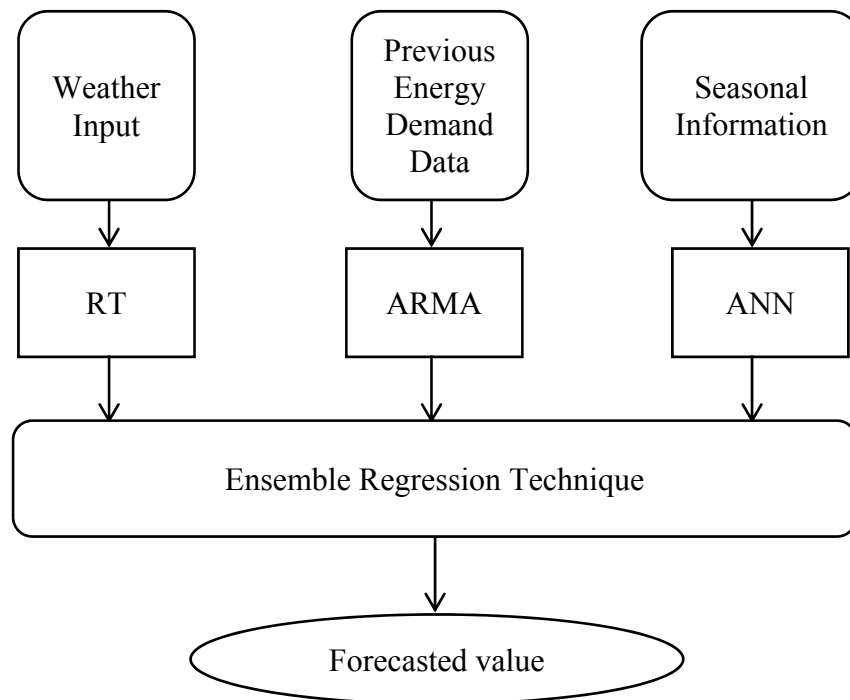 Weather
Input
Previous
Energy
Demand
Data
Seasonal
Information
RT
ARMA
ANN
Ensemble Regression Technique
Forecasted value